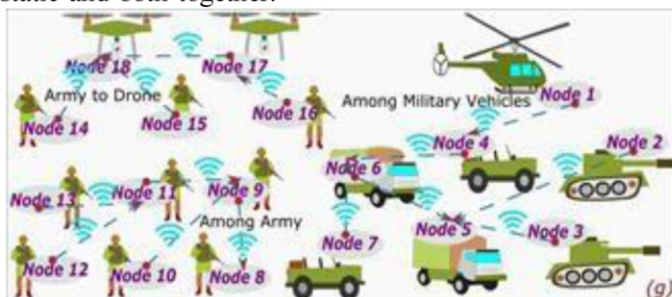 static and both together.
Node 18
Node 17
Army to Drone
Among Military Vehicles
Node 1
Node 14
Node 15
Node 16
Node 4
Node 2
Node 6
Node 13
Node 11
Node 9
Among Army
Node 5
Node 3
Node 7
Node 12
Node 10
Node 8
(g)